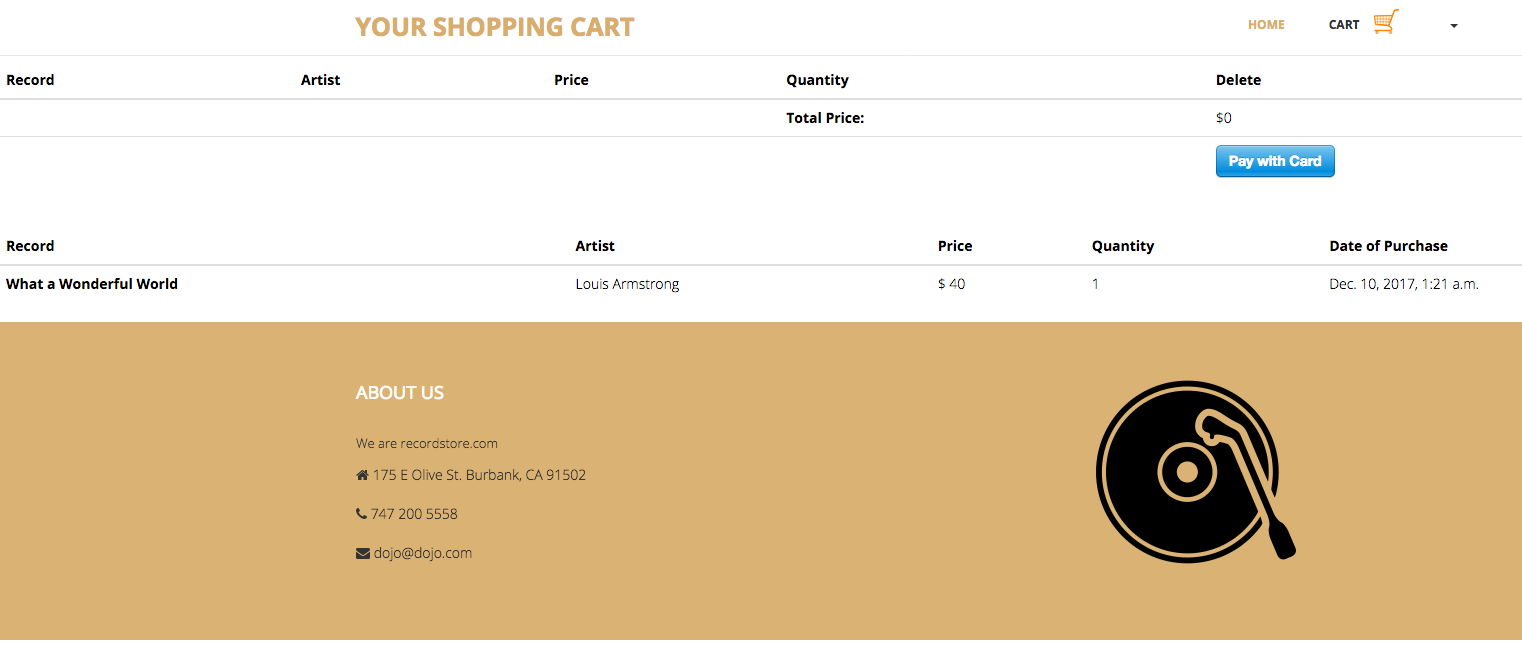 YOUR SHOPPING CART HOME CART
Record Artist Price Quantity Delete
Total Price: $0
Pay with Card
Record Artist Price Quantity Date of Purchase
What a Wonderful World Louis Armstrong $ 40 1 Dec. 10, 2017, 1:21 a.m.
ABOUT US
We are recordstore.com
175 E Olive St. Burbank, CA 91502
747 200 5558
dojo@dojo.com